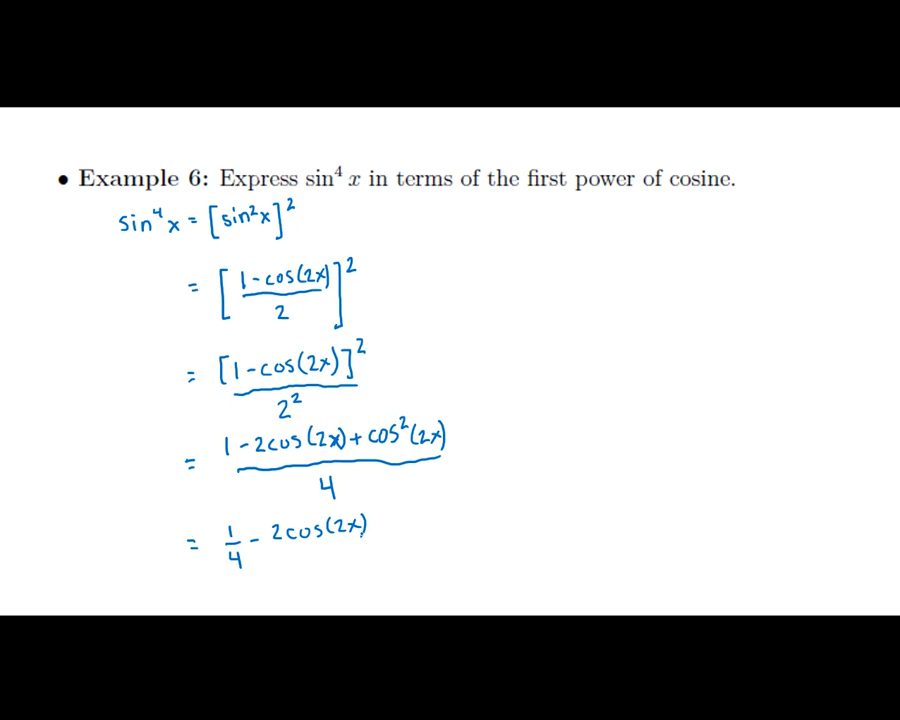 • Example 6: Express sin⁴ x in terms of the first power of cosine.
sin⁴x = [sin²x]²
= [(1-cos(2x))/2]²
= [1-cos(2x)]²/2²
= (1-2cos(2x)+cos²(2x))/4
= 1/4 - 2cos(2x)